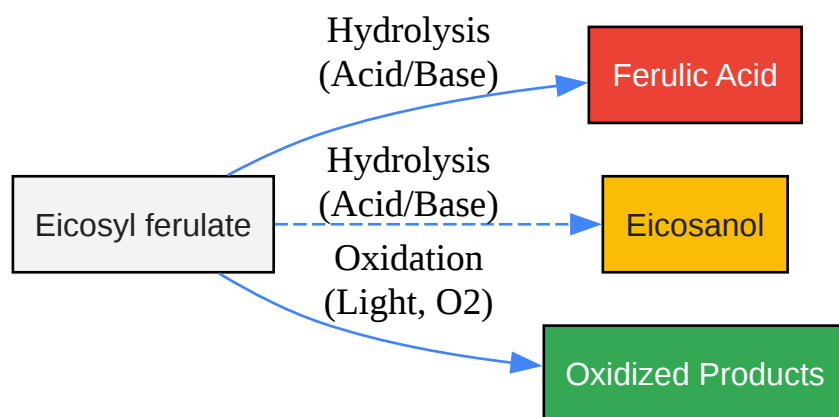 Hydrolysis
(Acid/Base)
Ferulic Acid
Eicosyl ferulate
Hydrolysis
(Acid/Base)
Eicosanol
Oxidation
(Light, O2)
Oxidized Products